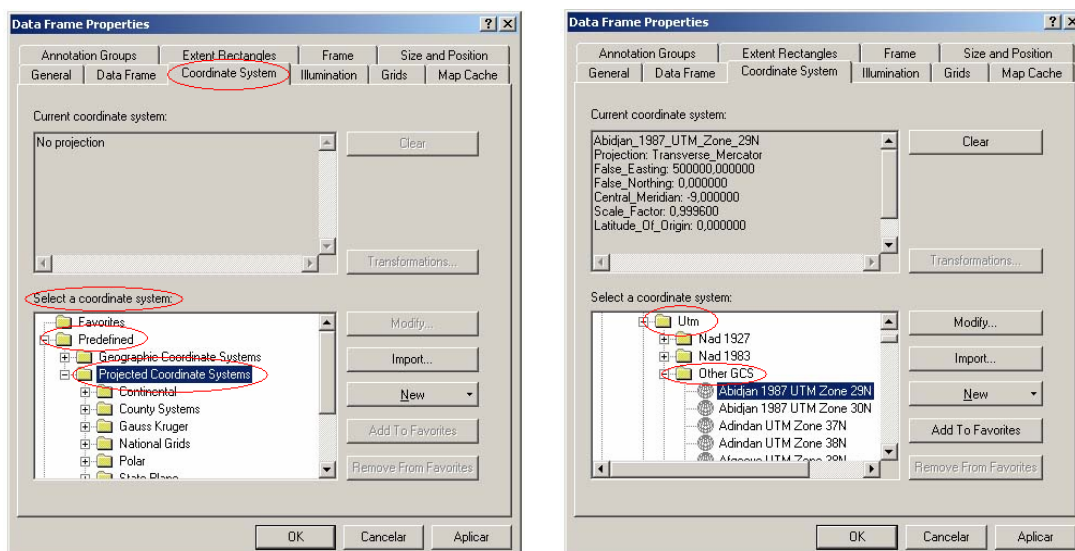 Data Frame Properties
Annotation Groups Extent Rectangles Frame Size and Position
General Data Frame Coordinate System Illumination Grids Map Cache
Current coordinate system:
No projection
Clear
Transformations...
Select a coordinate system:
Favorites
Predefined
Geographic Coordinate Systems
Projected Coordinate Systems
Continental
County Systems
Gauss Kruger
National Grids
Polar
State Plane
Modify...
Import...
New
Add To Favorites
Remove From Favorites
OK Cancelar Aplicar
Data Frame Properties
Annotation Groups Extent Rectangles Frame Size and Position
General Data Frame Coordinate System Illumination Grids Map Cache
Current coordinate system:
Abidjan_1987_UTM_Zone_29N
Projection: Transverse_Mercator
False_Easting: 500000,000000
False_Northing: 0,000000
Central_Meridian: -9,000000
Scale_Factor: 0,999600
Latitude_Of_Origin: 0,000000
Clear
Transformations...
Select a coordinate system:
Utm
Nad 1927
Nad 1983
Other GCS
Abidjan 1987 UTM Zone 29N
Abidjan 1987 UTM Zone 30N
Adindan UTM Zone 37N
Adindan UTM Zone 38N
UTM Zone
Modify...
Import...
New
Add To Favorites
Remove From Favorites
OK Cancelar Aplicar